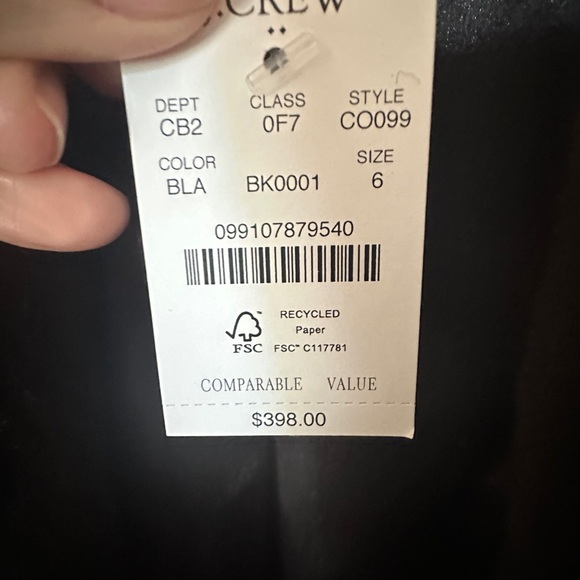 J.CREW
DEPT CLASS STYLE
CB2 0F7 CO099
COLOR SIZE
BLA BK0001 6
099107879540
RECYCLED
Paper
FSC™ FSC™ C117781
COMPARABLE VALUE
$398.00